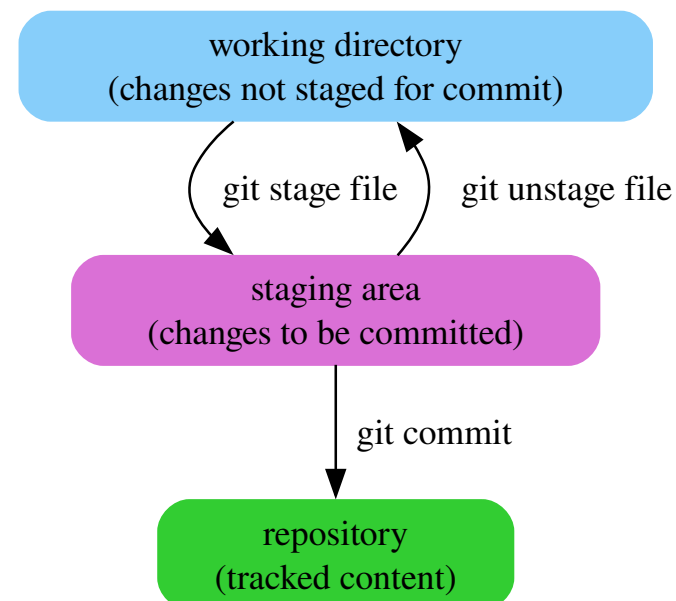 working directory
(changes not staged for commit)
git stage file
git unstage file
staging area
(changes to be committed)
git commit
repository
(tracked content)